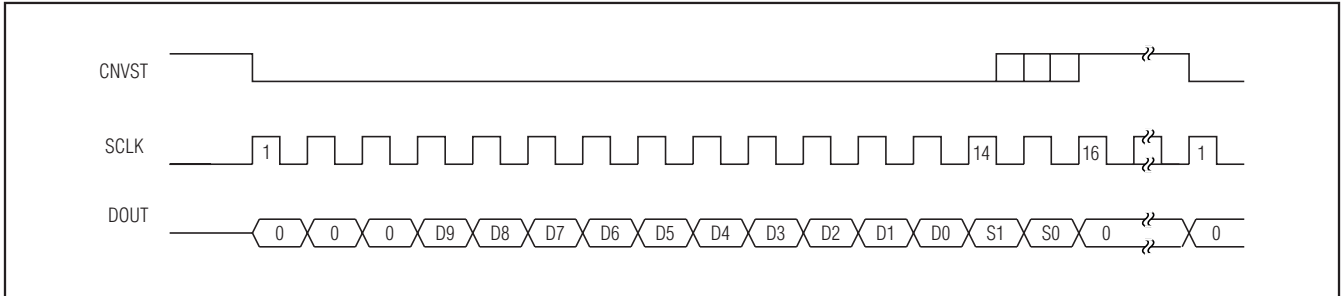 CNVST
SCLK
1 14 16 1
DOUT
0 0 0 D9 D8 D7 D6 D5 D4 D3 D2 D1 D0 S1 S0 0 0